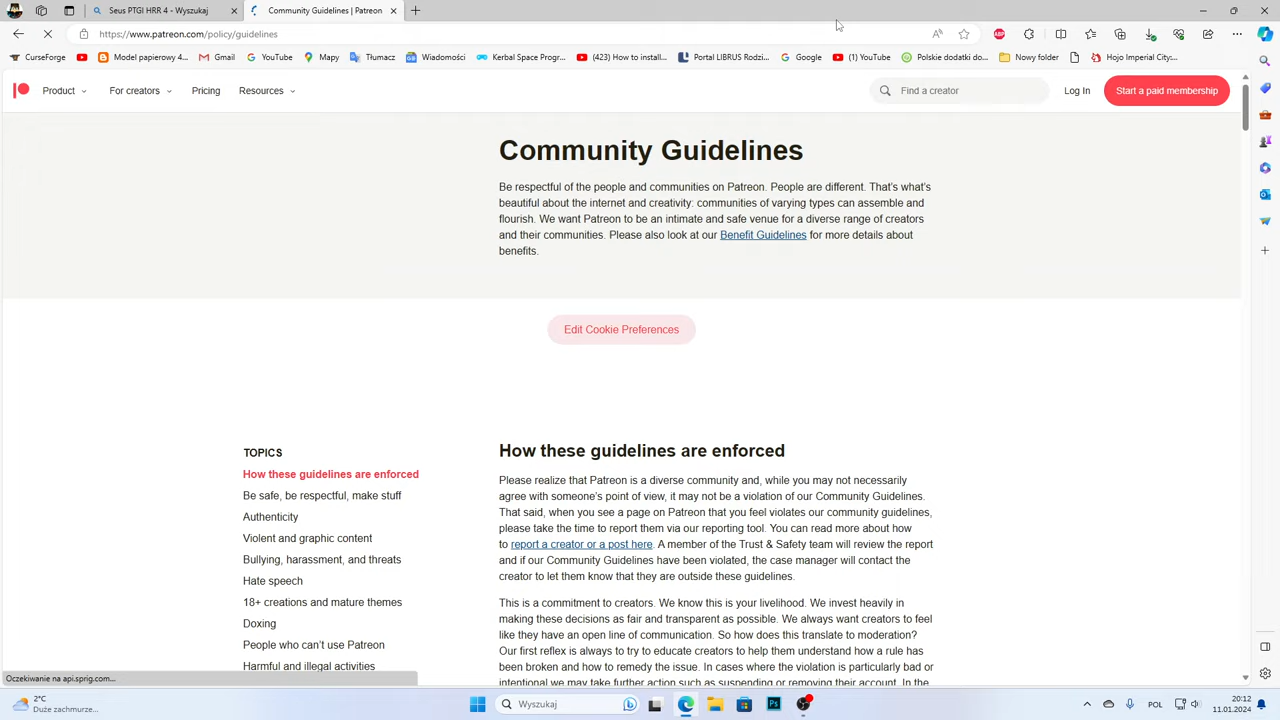 Seus PTGI HRR 4 - Wyszukaj
Community Guidelines | Patreon
https://www.patreon.com/policy/guidelines
CurseForge
Model papierowy 4...
Gmail
YouTube
Mapy
Tłumacz
Wiadomości
Kerbal Space Progr...
(423) How to install...
Portal LIBRUS Rodzi...
Google
(1) YouTube
Polskie dodatki do...
Nowy folder
Hojo Imperial City:...
Product
For creators
Pricing
Resources
Find a creator
Log In
Start a paid membership
Community Guidelines
Be respectful of the people and communities on Patreon. People are different. That's what's
beautiful about the internet and creativity: communities of varying types can assemble and
flourish. We want Patreon to be an intimate and safe venue for a diverse range of creators
and their communities. Please also look at our Benefit Guidelines for more details about
benefits.
Edit Cookie Preferences
TOPICS
How these guidelines are enforced
Be safe, be respectful, make stuff
Authenticity
Violent and graphic content
Bullying, harassment, and threats
Hate speech
18+ creations and mature themes
Doxing
People who can't use Patreon
Harmful and illegal activities
How these guidelines are enforced
Please realize that Patreon is a diverse community and, while you may not necessarily
agree with someone's point of view, it may not be a violation of our Community Guidelines.
That said, when you see a page on Patreon that you feel violates our community guidelines,
please take the time to report them via our reporting tool. You can read more about how
to report a creator or a post here. A member of the Trust & Safety team will review the report
and if our Community Guidelines have been violated, the case manager will contact the
creator to let them know that they are outside these guidelines.
This is a commitment to creators. We know this is your livelihood. We invest heavily in
making these decisions as fair and transparent as possible. We always want creators to feel
like they have an open line of communication. So how does this translate to moderation?
Our first reflex is always to try to educate creators to help them understand how a rule has
been broken and how to remedy the issue. In cases where the violation is particularly bad or
intentional we may take further action such as suspending or removing their account. In the
Oczekiwanie na api.sprig.com...
2°C
Duże zachmurze...
Wyszukaj
POL
20:12
11.01.2024